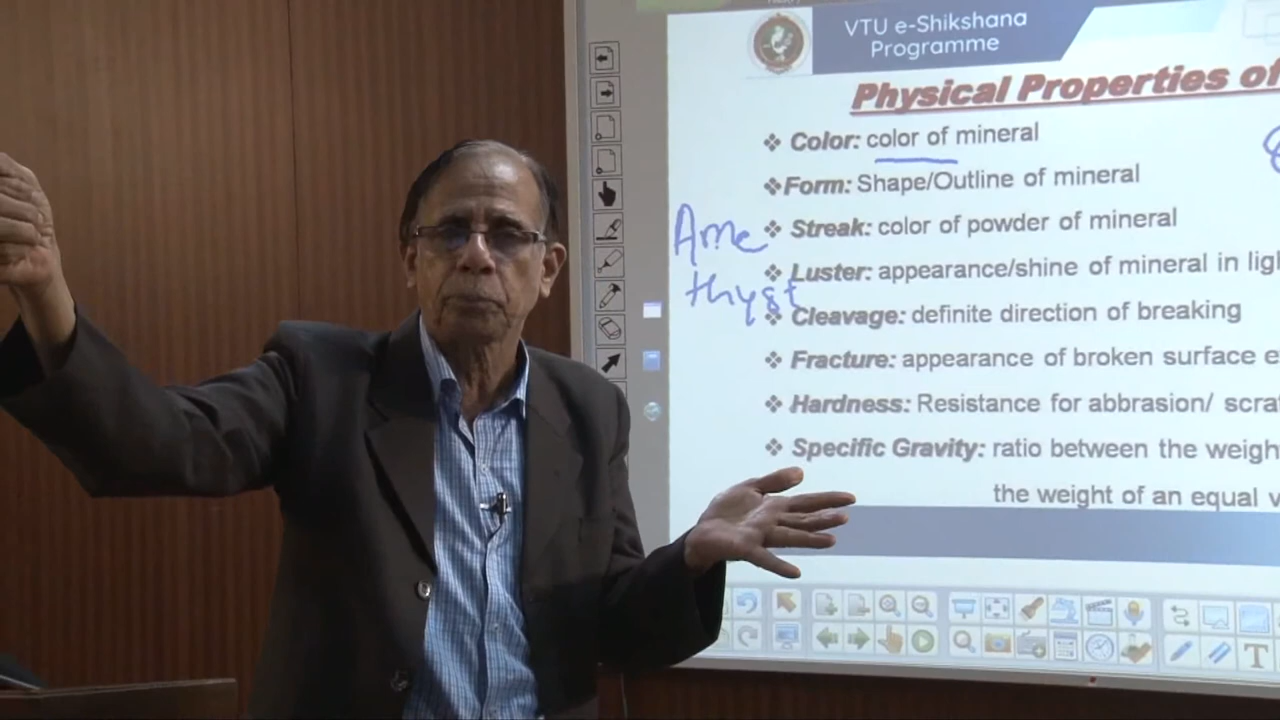 VTU e-Shikshana
Programme
Physical Properties of
❖ Color: color of mineral
❖ Form: Shape/Outline of mineral
❖ Streak: color of powder of mineral
❖ Luster: appearance/shine of mineral in ligh
❖ Cleavage: definite direction of breaking
❖ Fracture: appearance of broken surface e
❖ Hardness: Resistance for abbrasion/ scrat
❖ Specific Gravity: ratio between the weigh
the weight of an equal v
Ame
thyst
T